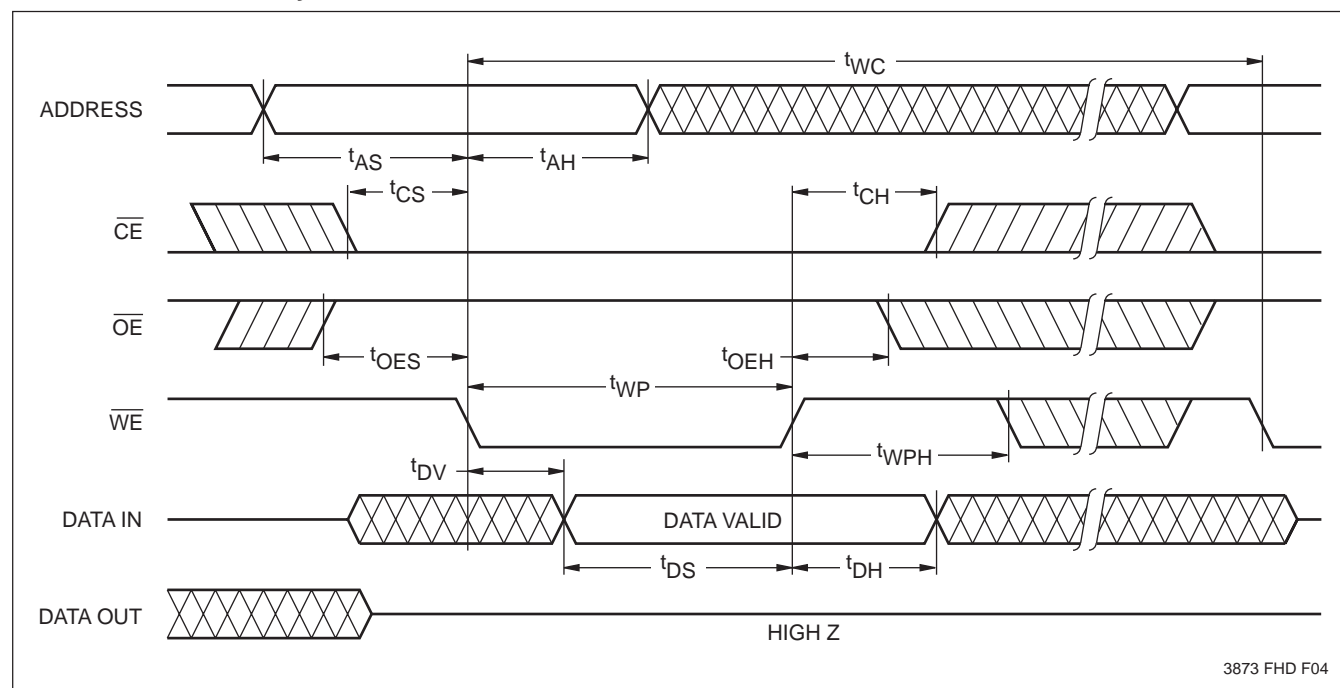 tWC
ADDRESS
tAS
tAH
tCS
tCH
CE
OE
tOES
tOEH
tWP
WE
tWPH
tDV
DATA IN
DATA VALID
tDS
tDH
DATA OUT
HIGH Z
3873 FHD F04